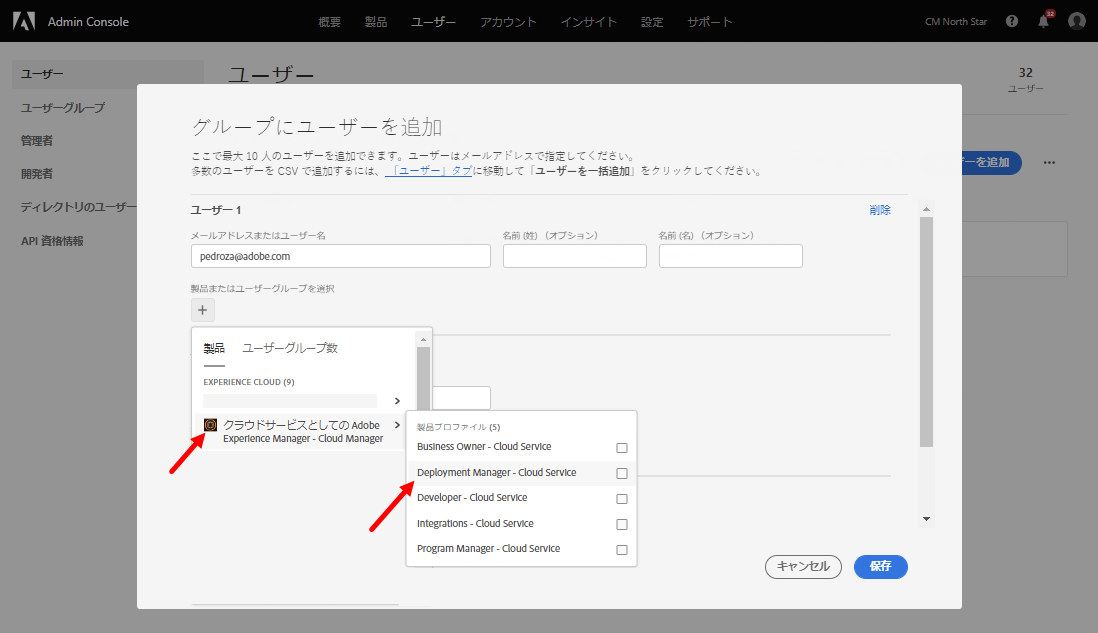 Admin Console
概要 製品 ユーザー アカウント インサイト 設定 サポート
CM North Star
32
ユーザー
ユーザーグループ
管理者
開発者
ディレクトリのユーザー
API 資格情報
ユーザー
32
ユーザー
ーを追加
グループにユーザーを追加
ここで最大 10 人のユーザーを追加できます。ユーザーはメールアドレスで指定してください。
多数のユーザーを CSV で追加するには、「ユーザー」タブに移動して「ユーザーを一括追加」をクリックしてください。
ユーザー 1
削除
メールアドレスまたはユーザー名
名前 (姓) （オプション）
名前 (名) （オプション）
pedroza@adobe.com
製品またはユーザーグループを選択
+
製品 ユーザーグループ数
EXPERIENCE CLOUD (9)
クラウドサービスとしての Adobe
Experience Manager - Cloud Manager
製品プロファイル (5)
Business Owner - Cloud Service
Deployment Manager - Cloud Service
Developer - Cloud Service
Integrations - Cloud Service
Program Manager - Cloud Service
キャンセル
保存